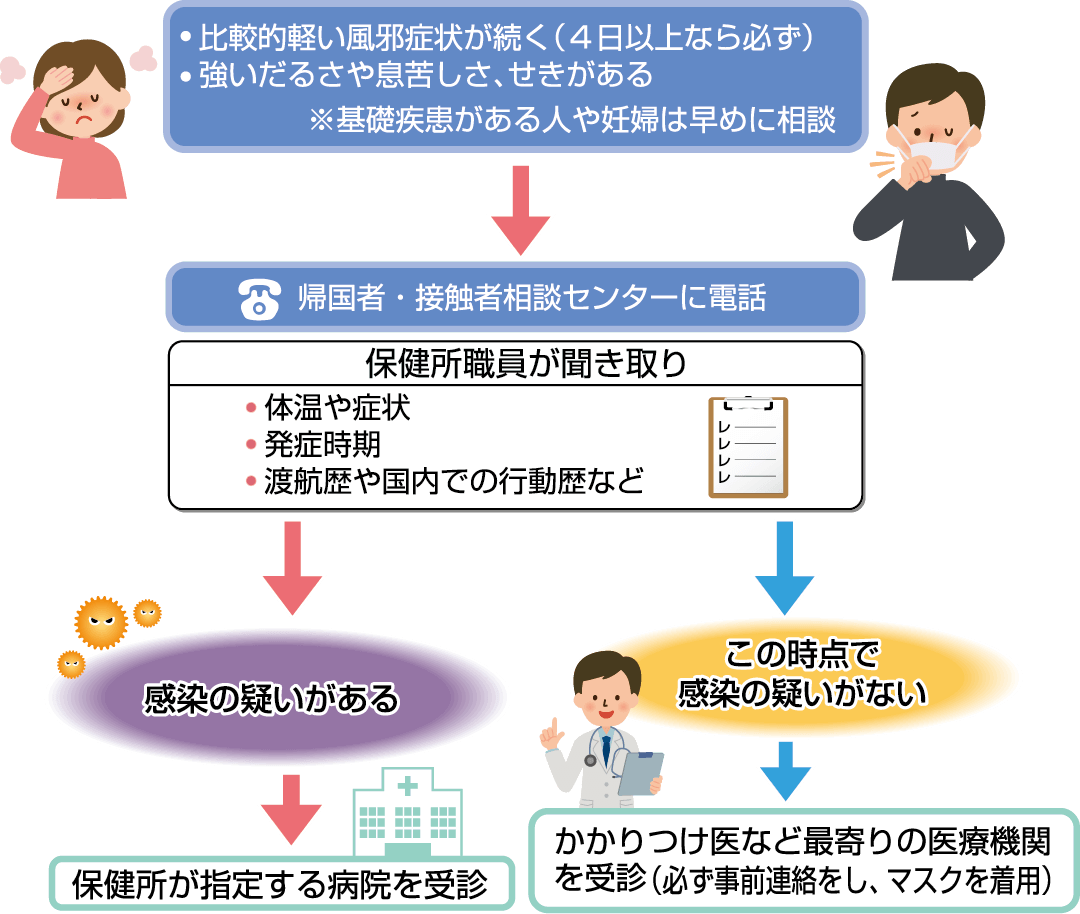 • 比較的軽い風邪症状が続く（４日以上なら必ず）
• 強いだるさや息苦しさ、せきがある
※基礎疾患がある人や妊婦は早めに相談
帰国者・接触者相談センターに電話
保健所職員が聞き取り
• 体温や症状
• 発症時期
• 渡航歴や国内での行動歴など
感染の疑いがある
この時点で
感染の疑いがない
保健所が指定する病院を受診
かかりつけ医など最寄りの医療機関
を受診（必ず事前連絡をし、マスクを着用）